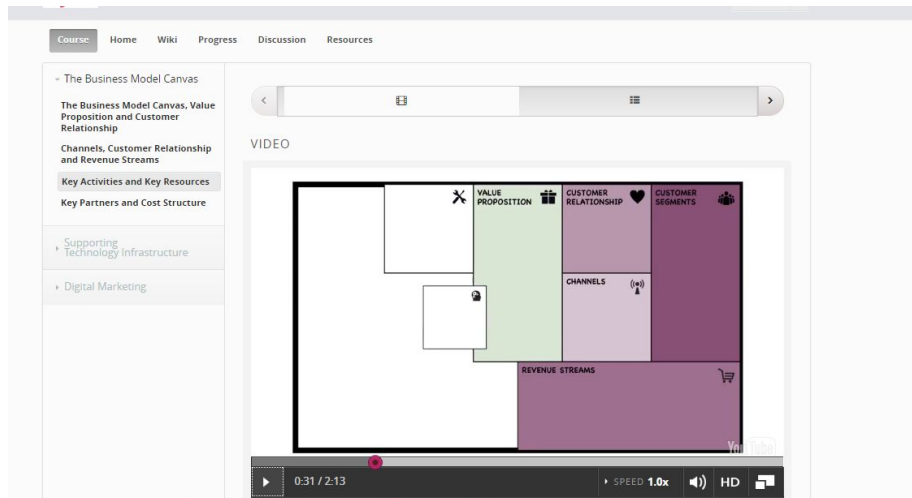 Course Home Wiki Progress Discussion Resources
The Business Model Canvas
The Business Model Canvas, Value
Proposition and Customer
Relationship
Channels, Customer Relationship
and Revenue Streams
Key Activities and Key Resources
Key Partners and Cost Structure
Supporting
Technology Infrastructure
Digital Marketing
VIDEO
VALUE
PROPOSITION
CUSTOMER
RELATIONSHIP
CUSTOMER
SEGMENTS
CHANNELS
REVENUE STREAMS
YouTube
0:31 / 2:13
SPEED 1.0x
HD